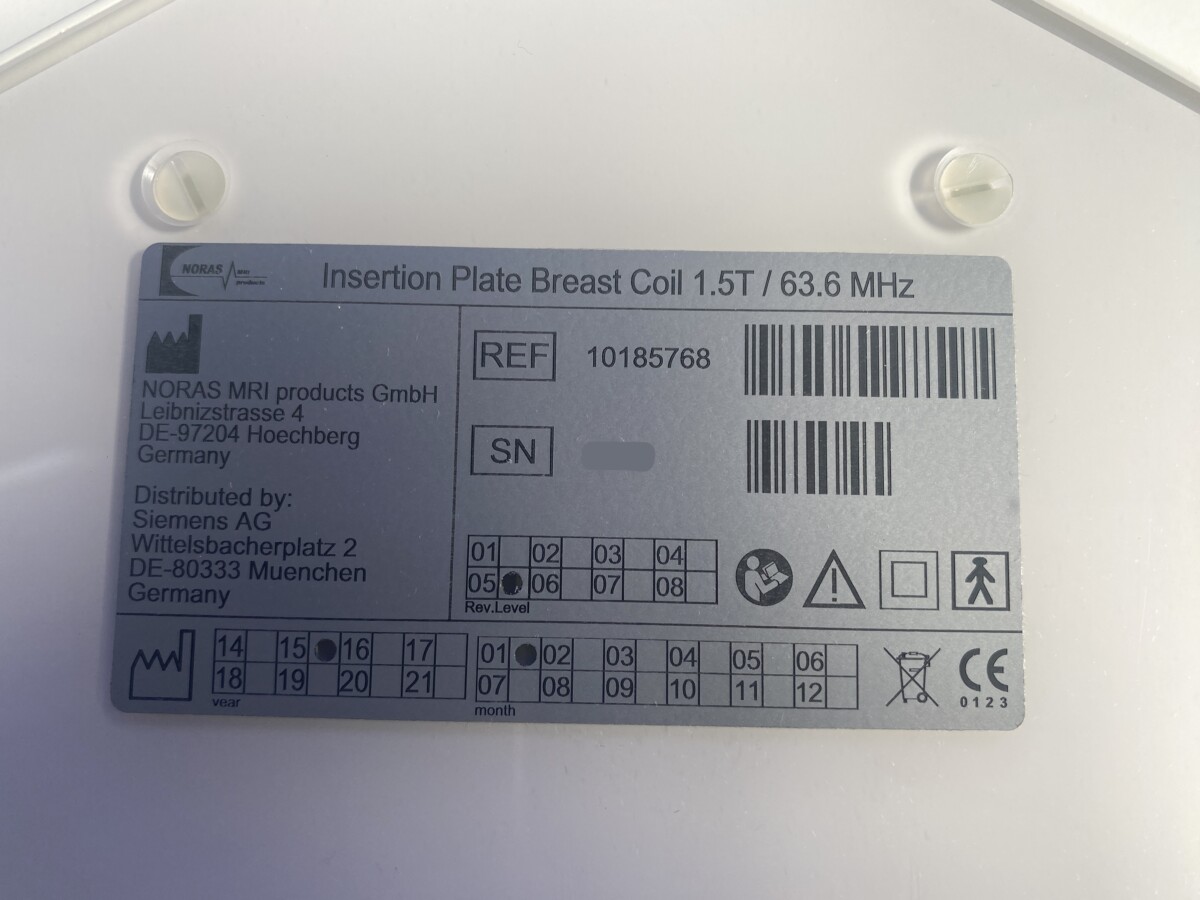 NORAS MRI products
Insertion Plate Breast Coil 1.5T / 63.6 MHz
NORAS MRI products GmbH
Leibnizstrasse 4
DE-97204 Hoechberg
Germany
Distributed by:
Siemens AG
Wittelsbacherplatz 2
DE-80333 Muenchen
Germany
REF 10185768
SN
01 02 03 04
05 06 07 08
Rev.Level
14 15 16 17
18 19 20 21
year
01 02 03 04 05 06
07 08 09 10 11 12
month
CE
0123